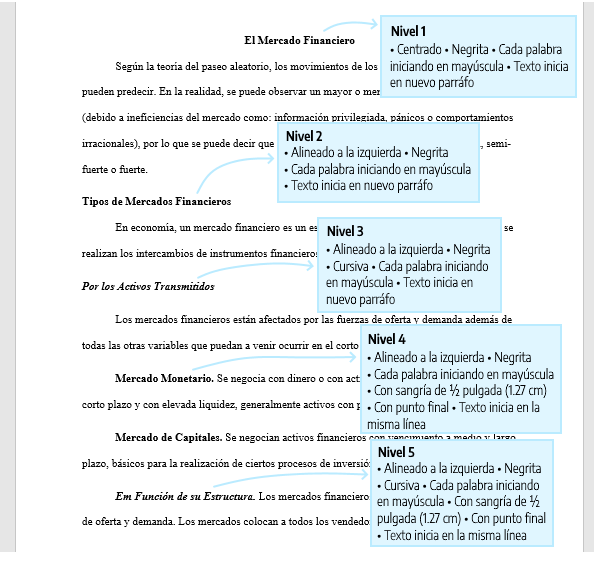 El Mercado Financiero
Según la teoria del paseo aleatorio, los movimientos de los
pueden predecir. En la realidad, se puede observar un mayor o
(debido a ineficiencias del mercado como: información privilegiada, pánicos o comportamientos
irracionales), por lo que se puede decir que , semi-
fuerte o fuerte.
Tipos de Mercados Financieros
En economía, un mercado financiero es un se
realizan los intercambios de instrumentos
Por los Activos Transmitidos
Los mercados financieros están afectados por las fuerzas de oferta y demanda además de
todas las otras variables que puedan a venir ocurrir en el corto
Mercado Monetario. Se negocia con dinero o con
corto plazo y con elevada liquidez, generalmente activos con
Mercado de Capitales. Se negocian activos financieros con vencimiento a medio y largo
plazo, básicos para la realización de ciertos procesos de
Em Función de su Estructura. Los mercados
de oferta y demanda. Los mercados colocan a todos los
Nivel 1
• Centrado • Negrita • Cada palabra
iniciando en mayúscula • Texto inicia
en nuevo parráfo
Nivel 2
• Alineado a la izquierda • Negrita
• Cada palabra iniciando en mayúscula
• Texto inicia en nuevo parráfo
Nivel 3
• Alineado a la izquierda • Negrita
• Cursiva • Cada palabra iniciando
en mayúscula • Texto inicia en
nuevo parráfo
Nivel 4
• Alineado a la izquierda • Negrita
• Cada palabra iniciando en mayúscula
• Con sangría de ½ pulgada (1.27 cm)
• Con punto final • Texto inicia en la
misma línea
Nivel 5
• Alineado a la izquierda • Negrita
• Cursiva • Cada palabra iniciando
en mayúscula • Con sangría de ½
pulgada (1.27 cm) • Con punto final
• Texto inicia en la misma línea